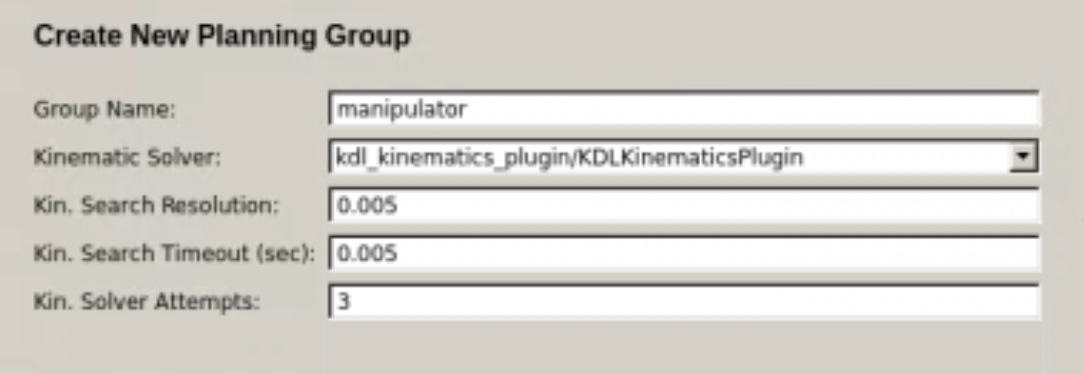 Create New Planning Group
Group Name: manipulator
Kinematic Solver: kdl_kinematics_plugin/KDLKinematicsPlugin
Kin. Search Resolution: 0.005
Kin. Search Timeout (sec): 0.005
Kin. Solver Attempts: 3